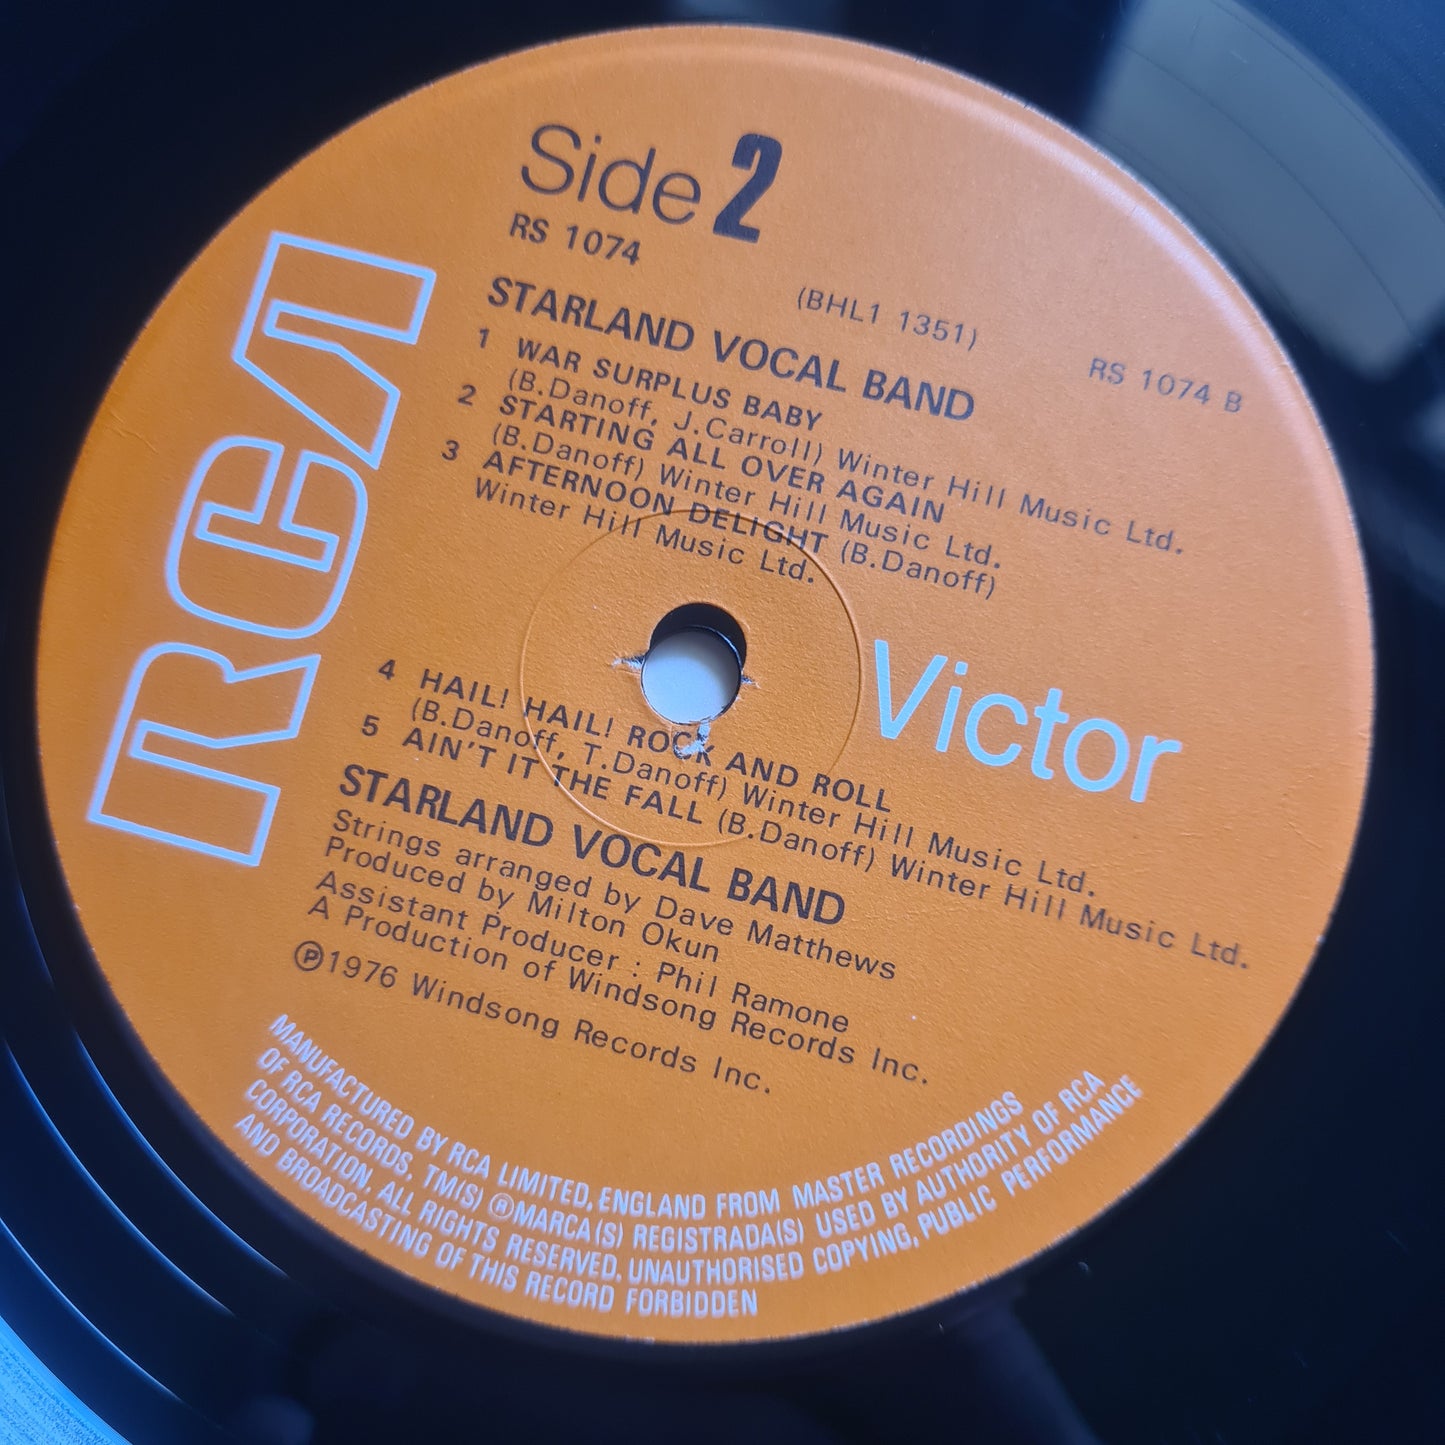 Side 2
RS 1074
(BHL1 1351)
RS 1074 B
STARLAND VOCAL BAND
1 WAR SURPLUS BABY
(B.Danoff, J.Carroll) Winter Hill Music Ltd.
2 STARTING ALL OVER AGAIN
(B.Danoff) Winter Hill Music Ltd.
3 AFTERNOON DELIGHT (B.Danoff)
Winter Hill Music Ltd.
RCA
Victor
4 HAIL! HAIL! ROCK AND ROLL
(B.Danoff, T.Danoff) Winter Hill Music Ltd.
5 AIN'T IT THE FALL (B.Danoff) Winter Hill Music Ltd.
STARLAND VOCAL BAND
Strings arranged by Dave Matthews
Produced by Milton Okun
Assistant Producer : Phil Ramone
A Production of Windsong Records Inc.
Ⓟ1976 Windsong Records Inc.
MANUFACTURED BY RCA LIMITED, ENGLAND FROM MASTER RECORDINGS
OF RCA RECORDS, TM(S) ®MARCA(S) REGISTRADA(S) USED BY AUTHORITY OF RCA
CORPORATION, ALL RIGHTS RESERVED. UNAUTHORISED COPYING, PUBLIC PERFORMANCE
AND BROADCASTING OF THIS RECORD FORBIDDEN